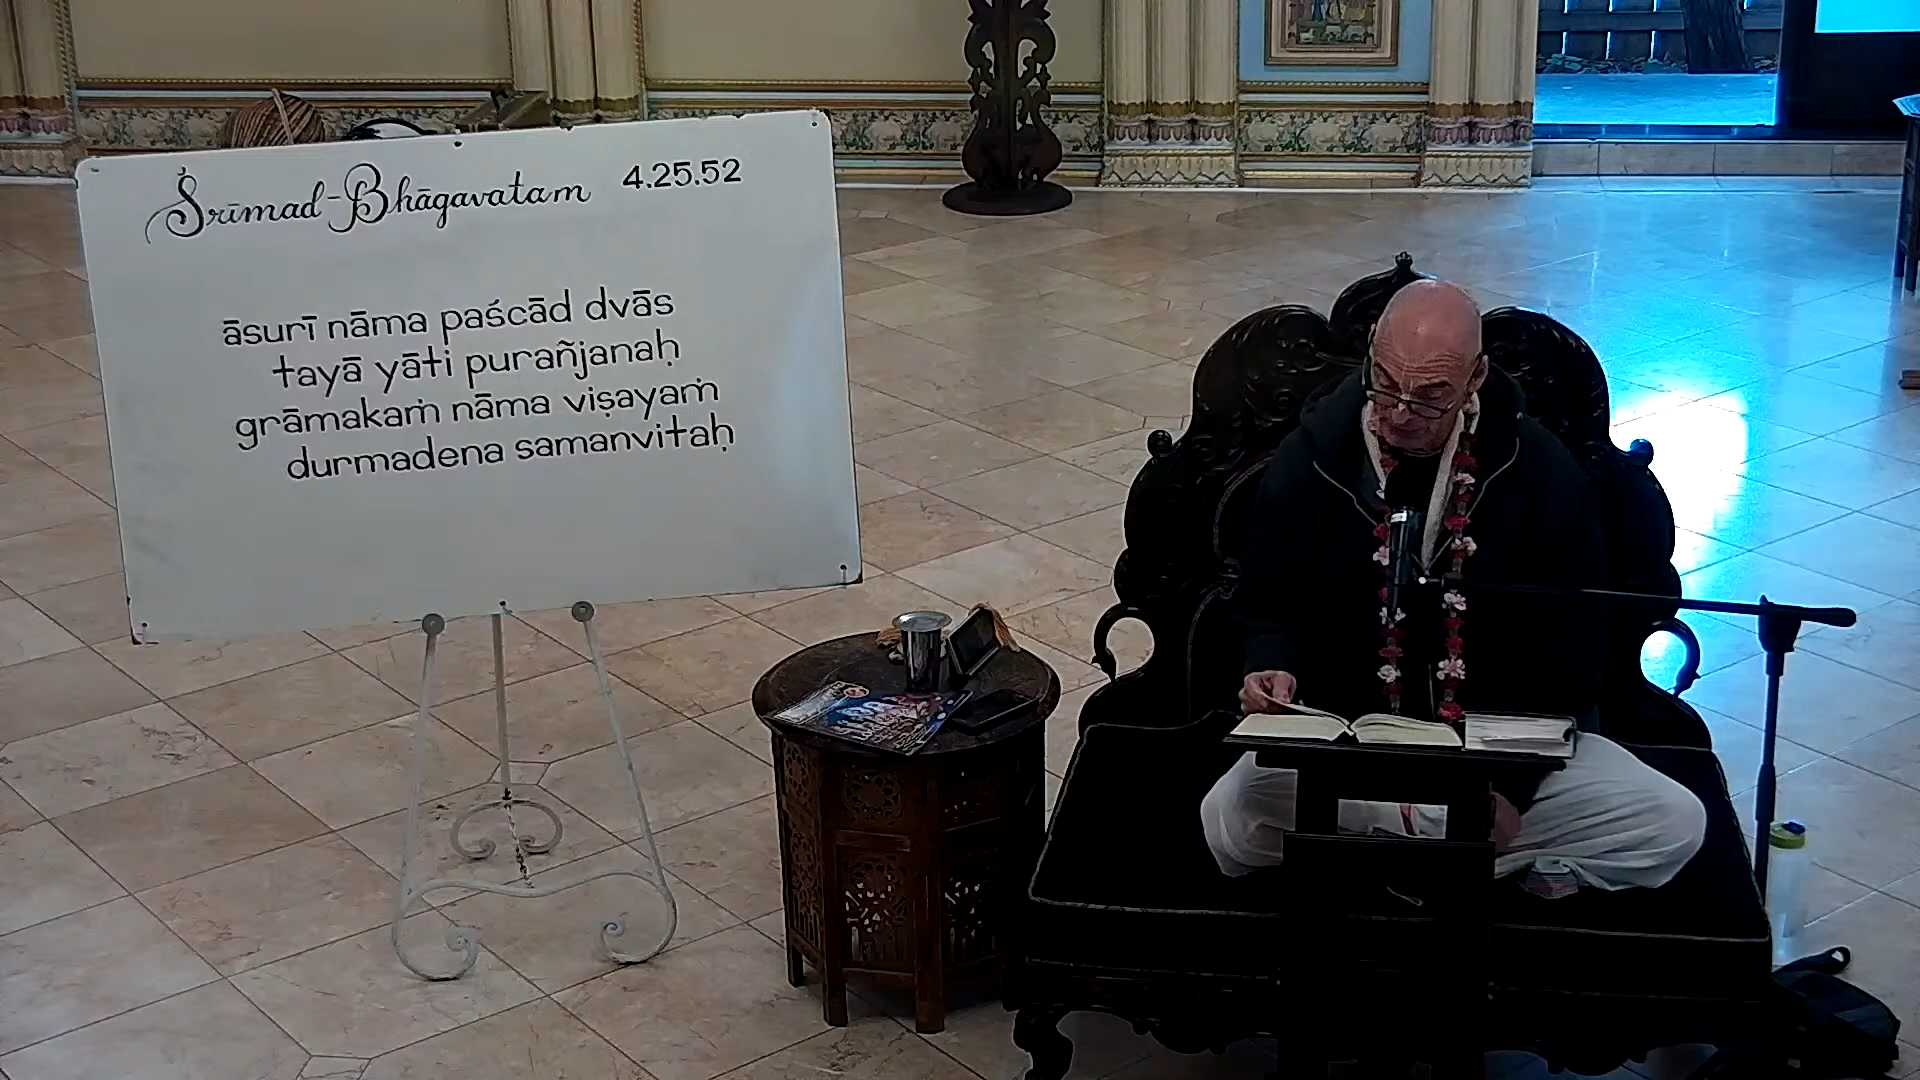 Śrīmad-Bhāgavatam 4.25.52
āsurī nāma paścād dvās
tayā yāti purañjanaḥ
grāmakaṁ nāma viṣayaṁ
durmadena samanvitaḥ